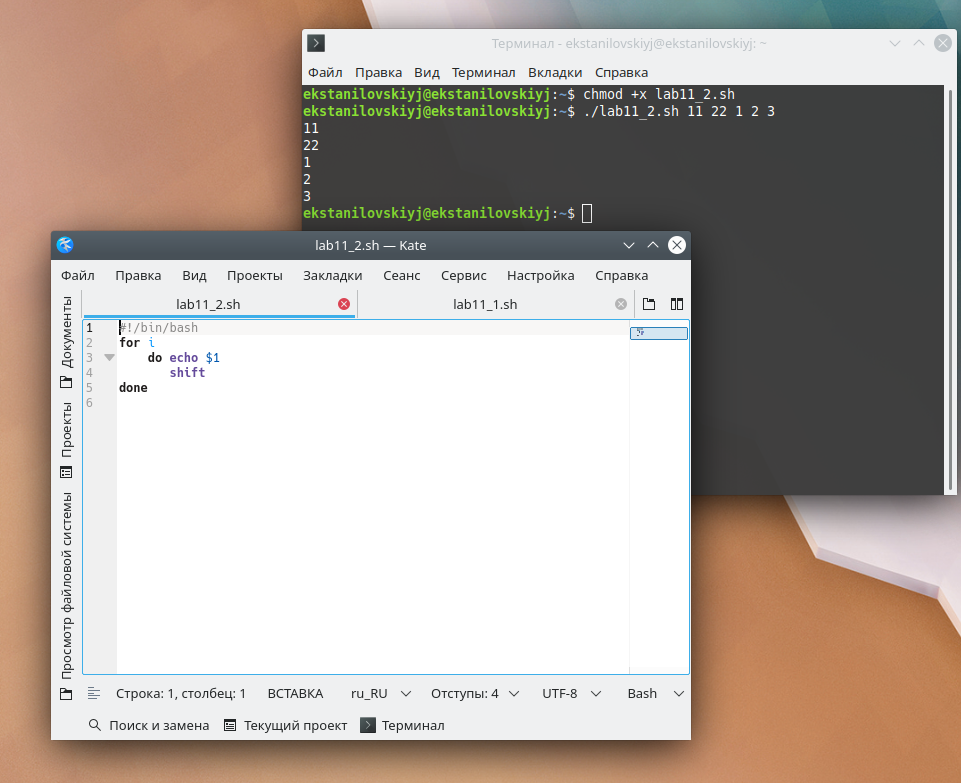 Терминал - ekstanilovskiyj@ekstanilovskiyj: ~
Файл Правка Вид Терминал Вкладки Справка
ekstanilovskiyj@ekstanilovskiyj:~$ chmod +x lab11_2.sh
ekstanilovskiyj@ekstanilovskiyj:~$ ./lab11_2.sh 11 22 1 2 3
11
22
1
2
3
ekstanilovskiyj@ekstanilovskiyj:~$
lab11_2.sh — Kate
Файл Правка Вид Проекты Закладки Сеанс Сервис Настройка Справка
lab11_2.sh lab11_1.sh
Документы
Проекты
Просмотр файловой системы
1 #!/bin/bash
2 for i
3 do echo $1
4 shift
5 done
6
Строка: 1, столбец: 1 ВСТАВКА ru_RU Отступы: 4 UTF-8 Bash
Поиск и замена Текущий проект Терминал